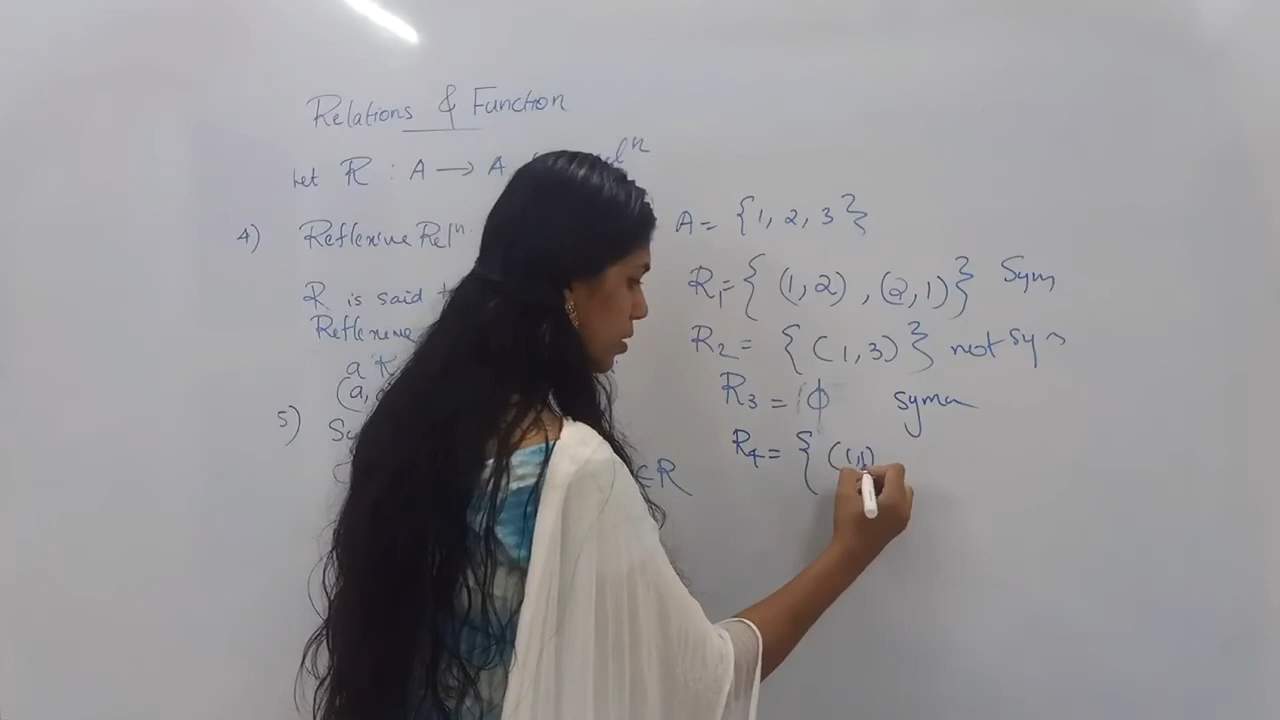 Relations & Function
let R : A → A
4) Reflexive Relⁿ.
R is said
Reflexive
5)
∈R
A = {1, 2, 3}
R₁ = { (1,2) , (2,1)} Sym
R₂ = { (1,3)} not sym
R₃ = ϕ
R₄ = { (1,1)